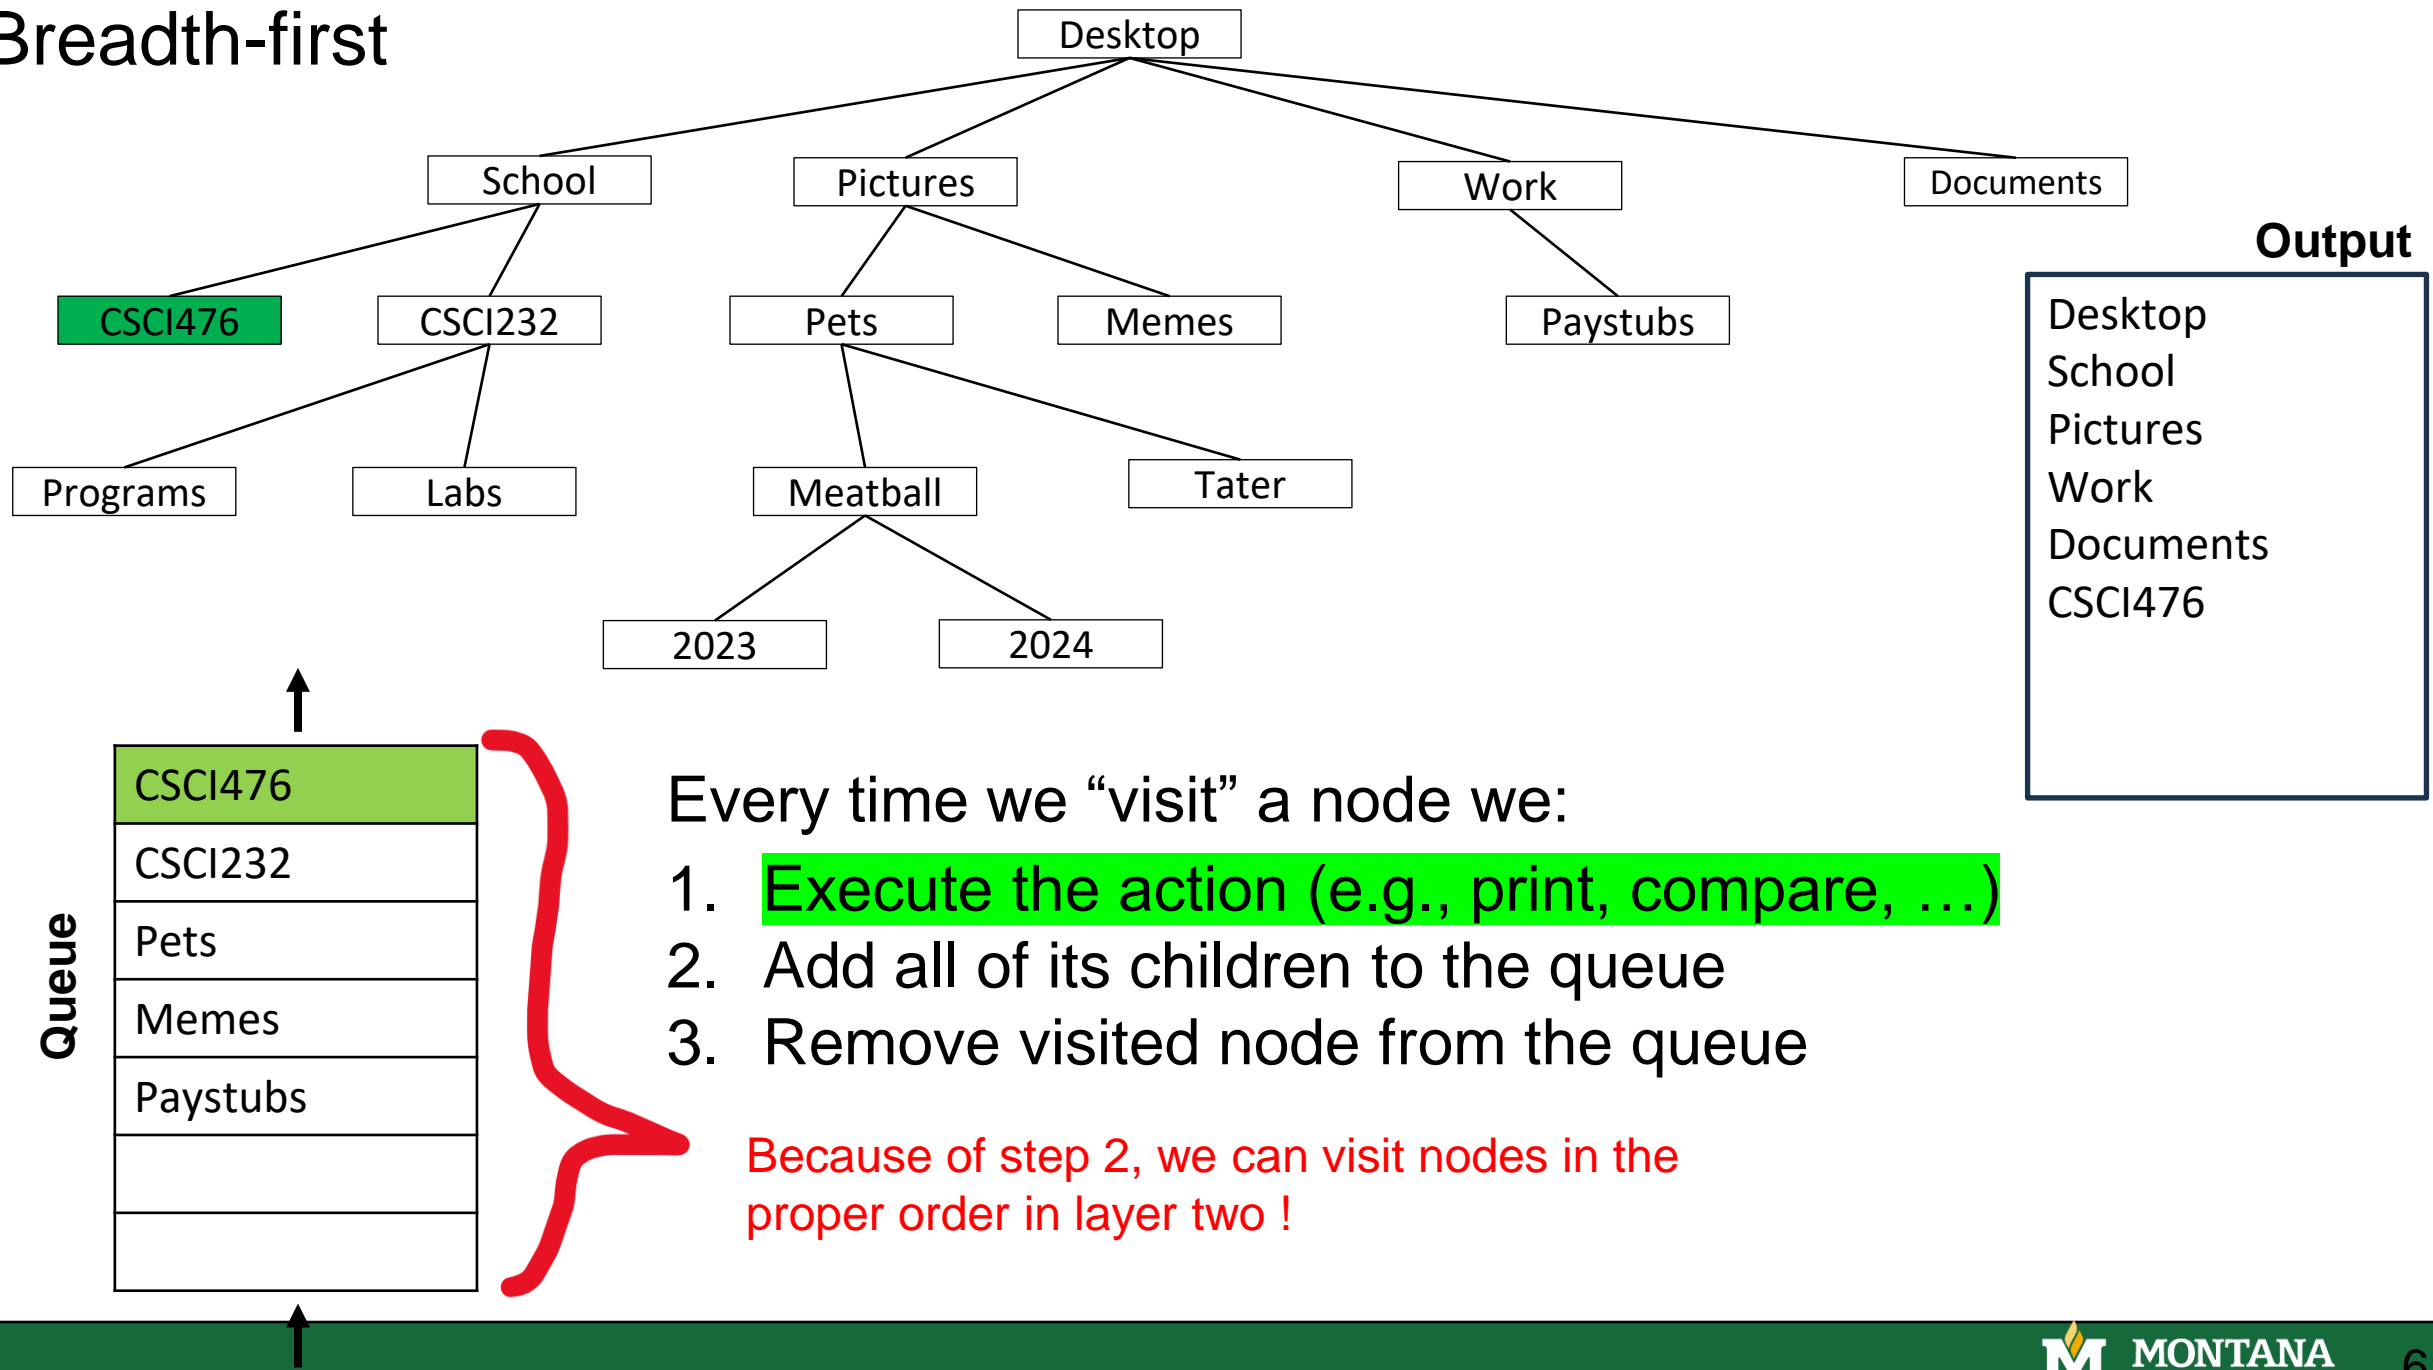 Breadth-first
Desktop
School
Pictures
Work
Documents
CSCI476
CSCI232
Pets
Memes
Paystubs
Programs
Labs
Meatball
Tater
2023
2024
Output
Desktop
School
Pictures
Work
Documents
CSCI476
Queue
CSCI476
CSCI232
Pets
Memes
Paystubs
Every time we “visit” a node we:
1. Execute the action (e.g., print, compare, …)
2. Add all of its children to the queue
3. Remove visited node from the queue
Because of step 2, we can visit nodes in the
proper order in layer two !
M MONTANA